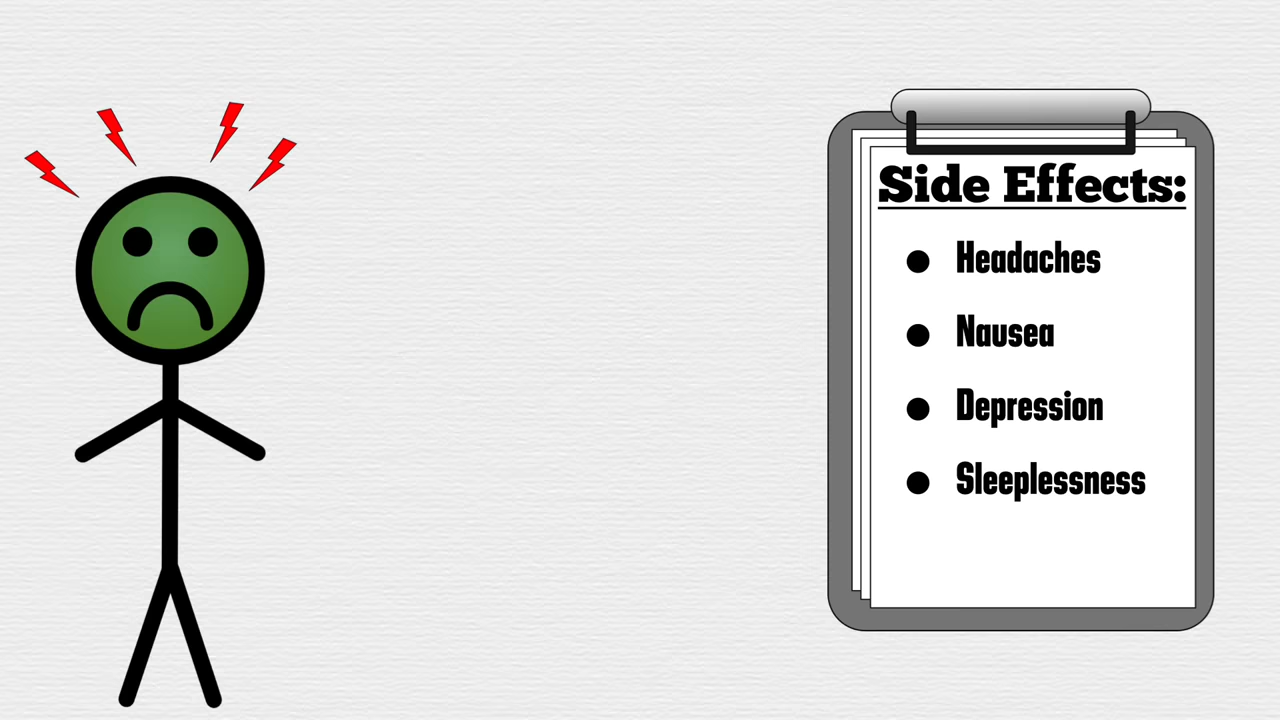 Side Effects:
Headaches
Nausea
Depression
Sleeplessness